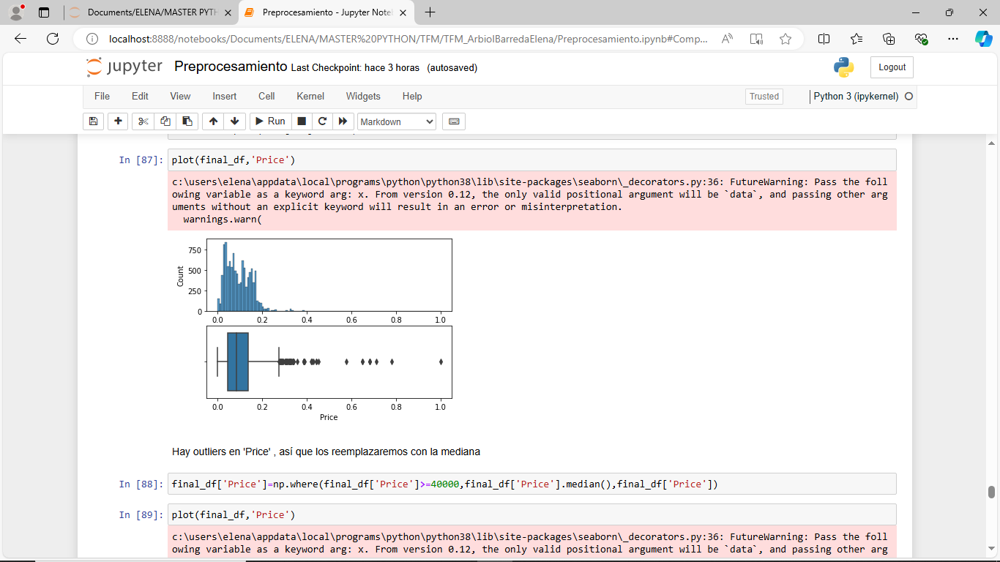 Documents/ELENA/MASTER PYTH
Preprocesamiento - Jupyter Note
localhost:8888/notebooks/Documents/ELENA/MASTER%20PYTHON/TFM/TFM_ArbiolBarredaElena/Preprocesamiento.ipynb#Comp...
jupyter Preprocesamiento Last Checkpoint: hace 3 horas (autosaved)
Logout
File Edit View Insert Cell Kernel Widgets Help
Trusted
Python 3 (ipykernel)
Run
Markdown
In [87]: plot(final_df,'Price')
c:\users\elena\appdata\local\programs\python\python38\lib\site-packages\seaborn\_decorators.py:36: FutureWarning: Pass the foll
owing variable as a keyword arg: x. From version 0.12, the only valid positional argument will be `data`, and passing other arg
uments without an explicit keyword will result in an error or misinterpretation.
warnings.warn(
750
500
250
0
Count
0.0 0.2 0.4 0.6 0.8 1.0
0.0 0.2 0.4 0.6 0.8 1.0
Price
Hay outliers en 'Price' , así que los reemplazaremos con la mediana
In [88]: final_df['Price']=np.where(final_df['Price']>=40000,final_df['Price'].median(),final_df['Price'])
In [89]: plot(final_df,'Price')
c:\users\elena\appdata\local\programs\python\python38\lib\site-packages\seaborn\_decorators.py:36: FutureWarning: Pass the foll
owing variable as a keyword arg: x. From version 0.12, the only valid positional argument will be `data`, and passing other arg